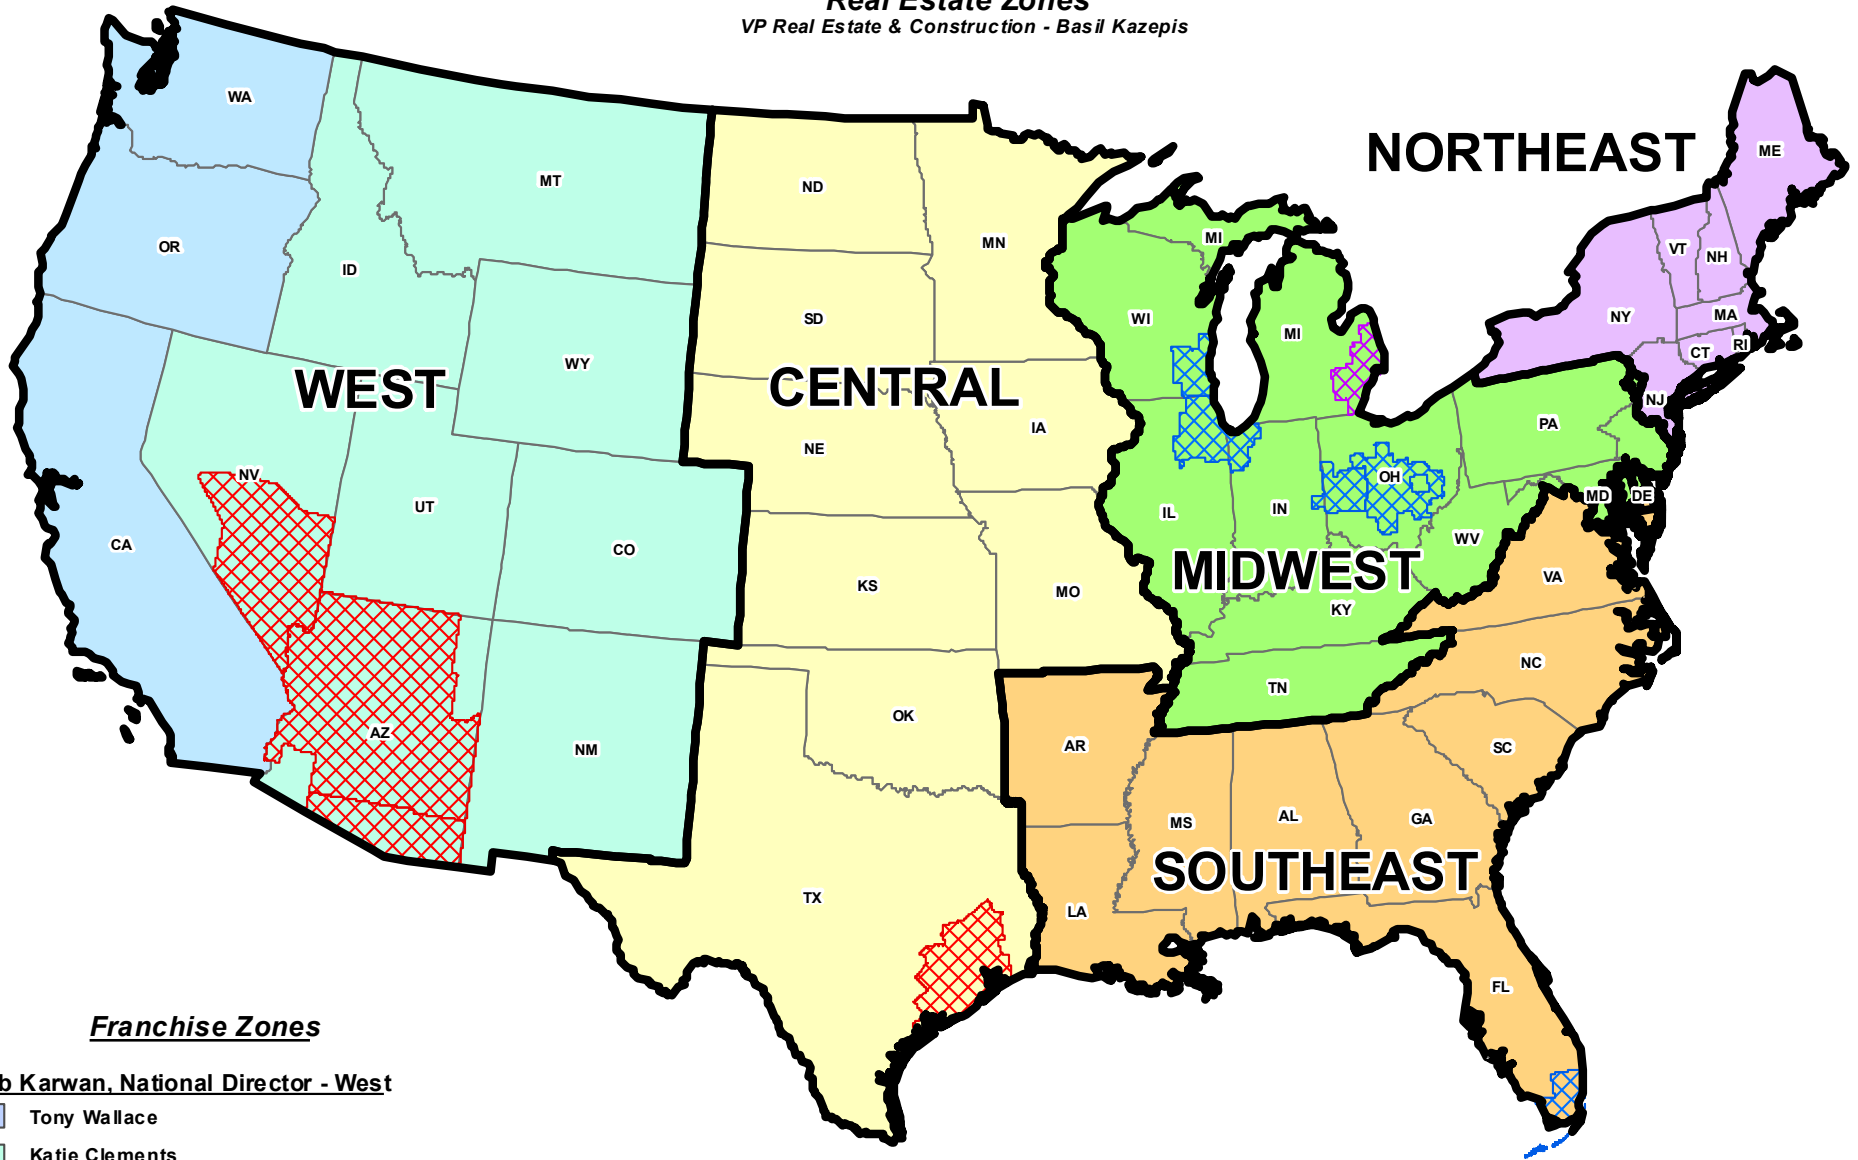 Real Estate Zones
VP Real Estate & Construction - Basil Kazepis
NORTHEAST
WEST
CENTRAL
MIDWEST
SOUTHEAST
WA
OR
CA
ID
MT
WY
NV
UT
CO
AZ
NM
ND
SD
NE
KS
OK
TX
MN
IA
MO
WI
MI
MI
IL
IN
OH
KY
WV
TN
PA
MD
DE
ME
VT
NH
NY
MA
CT
RI
NJ
VA
NC
SC
GA
AL
MS
AR
LA
FL
Franchise Zones
Karwan, National Director - West
Tony Wallace
Katie Clements